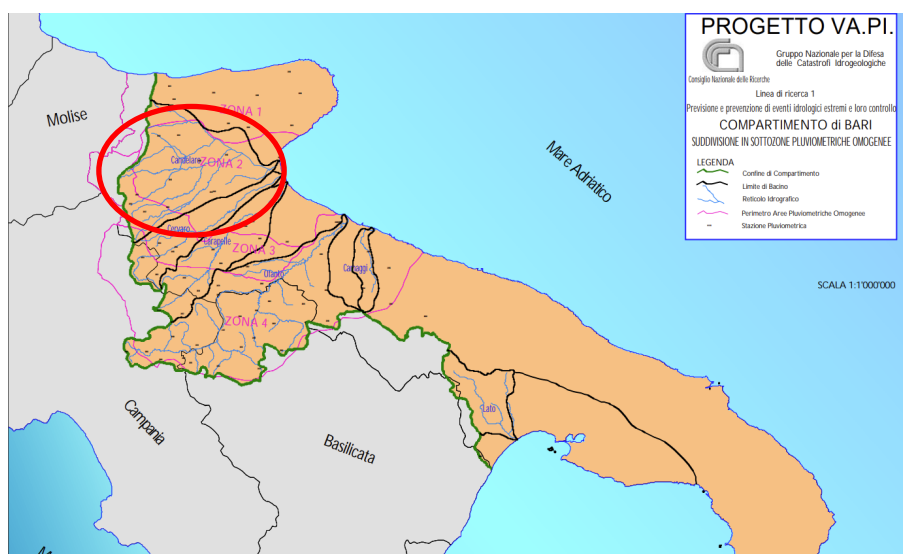 PROGETTO VA.PI.
Gruppo Nazionale per la Difesa
delle Catastrofi Idrogeologiche
Consiglio Nazionale delle Ricerche
Linea di ricerca 1
Previsione e prevenzione di eventi idrologici estremi e loro controllo
COMPARTIMENTO di BARI
SUDDIVISIONE IN SOTTOZONE PLUVIOMETRICHE OMOGENEE
LEGENDA
Confine di Compartimento
Limite di Bacino
Reticolo Idrografico
Perimetro Aree Pluviometriche Omogenee
Stazione Pluviometrica
SCALA 1:1'000'000
Molise
ZONA 1
Candelaro
ZONA 2
Mare Adriatico
Cervaro
Carapelle
ZONA 3
Ofanto
Camaggi
ZONA 4
Lato
Campania
Basilicata